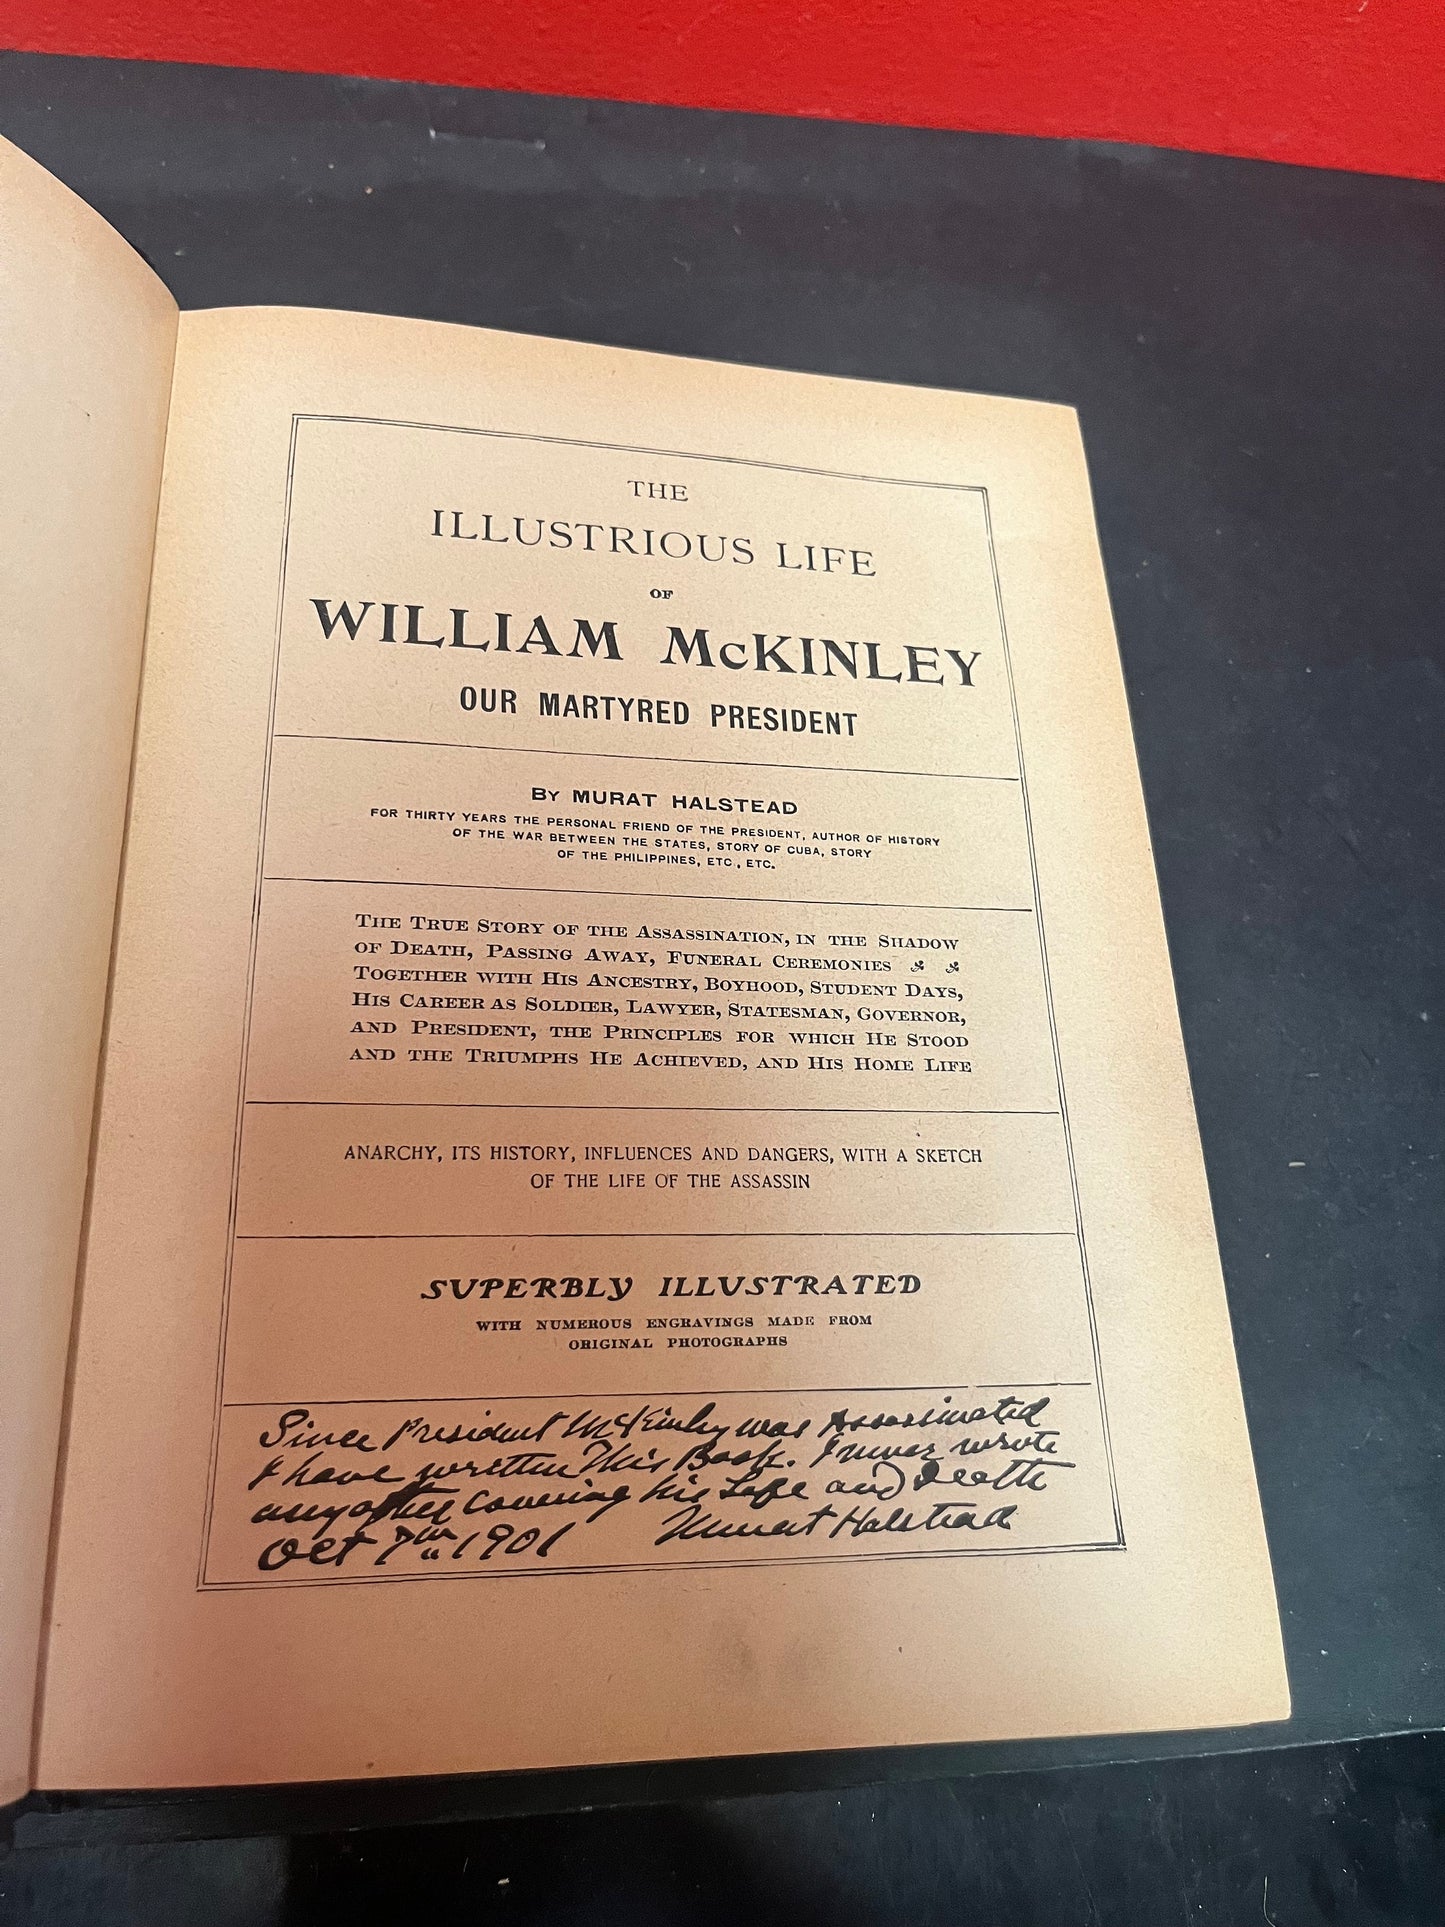 THE
ILLUSTRIOUS LIFE
OF
WILLIAM McKINLEY
OUR MARTYRED PRESIDENT
BY MURAT HALSTEAD
FOR THIRTY YEARS THE PERSONAL FRIEND OF THE PRESIDENT, AUTHOR OF HISTORY
OF THE WAR BETWEEN THE STATES, STORY OF CUBA, STORY
OF THE PHILIPPINES, ETC., ETC.
THE TRUE STORY OF THE ASSASSINATION, IN THE SHADOW
OF DEATH, PASSING AWAY, FUNERAL CEREMONIES
TOGETHER WITH HIS ANCESTRY, BOYHOOD, STUDENT DAYS,
HIS CAREER AS SOLDIER, LAWYER, STATESMAN, GOVERNOR,
AND PRESIDENT, THE PRINCIPLES FOR WHICH HE STOOD
AND THE TRIUMPHS HE ACHIEVED, AND HIS HOME LIFE
ANARCHY, ITS HISTORY, INFLUENCES AND DANGERS, WITH A SKETCH
OF THE LIFE OF THE ASSASSIN
SUPERBLY ILLUSTRATED
WITH NUMEROUS ENGRAVINGS MADE FROM
ORIGINAL PHOTOGRAPHS
Since President McKinley was Assassinated
I have written This Book. I never wrote
any other covering his Life and Death
Oct 7th 1901 Murat Halstead